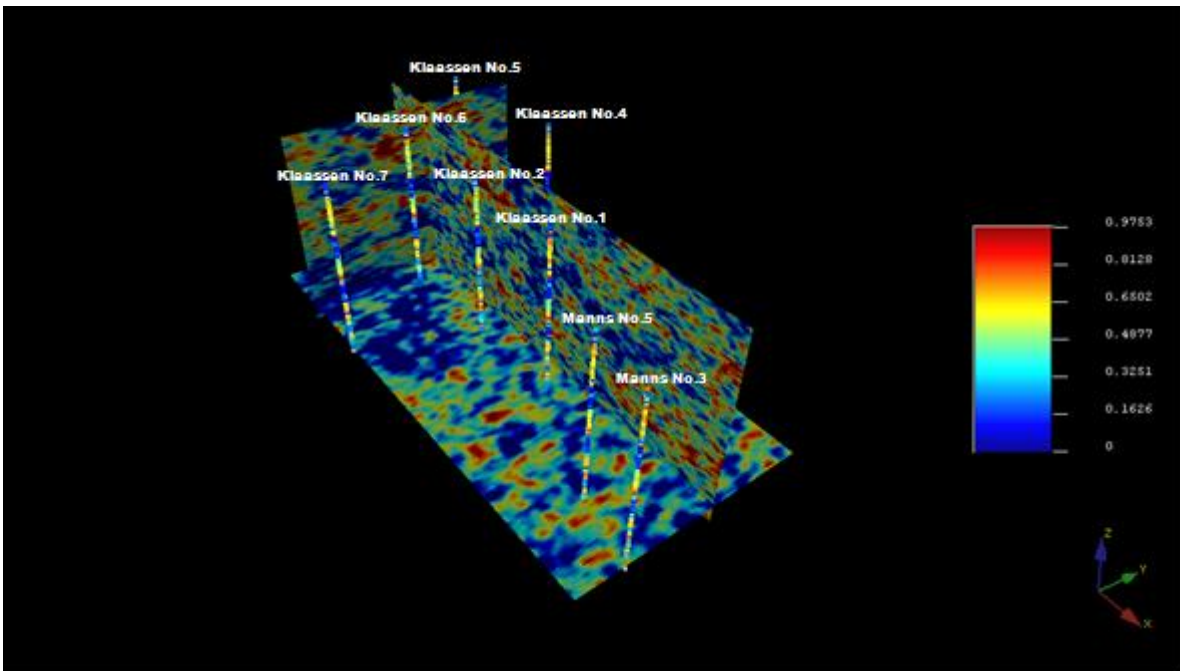 Klaassen No.5
Klaassen No.4
Klaassen No.6
Klaassen No.2
Klaassen No.7
Klaassen No.1
Manns No.5
Manns No.3
0.9753
0.8128
0.6502
0.4877
0.3251
0.1626
0
Z
Y
X